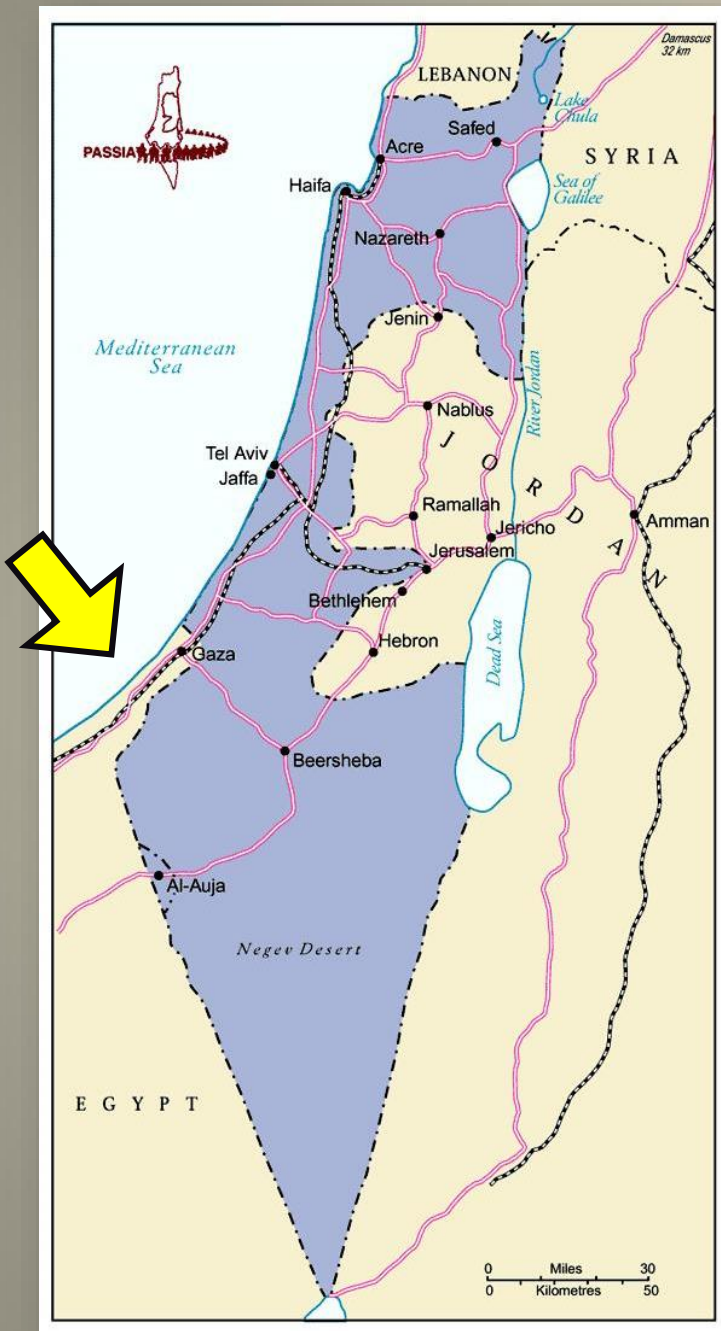 Damascus
32 km
LEBANON
Lake
Chula
Safed
SYRIA
PASSIA
Acre
Haifa
Sea of
Galilee
Nazareth
Jenin
Mediterranean
Sea
River Jordan
Nablus
JORDAN
Tel Aviv
Jaffa
Ramallah
Jericho
Amman
Jerusalem
Bethlehem
Hebron
Dead Sea
Gaza
Beersheba
Al-Auja
Negev Desert
EGYPT
0 Miles 30
0 Kilometres 50